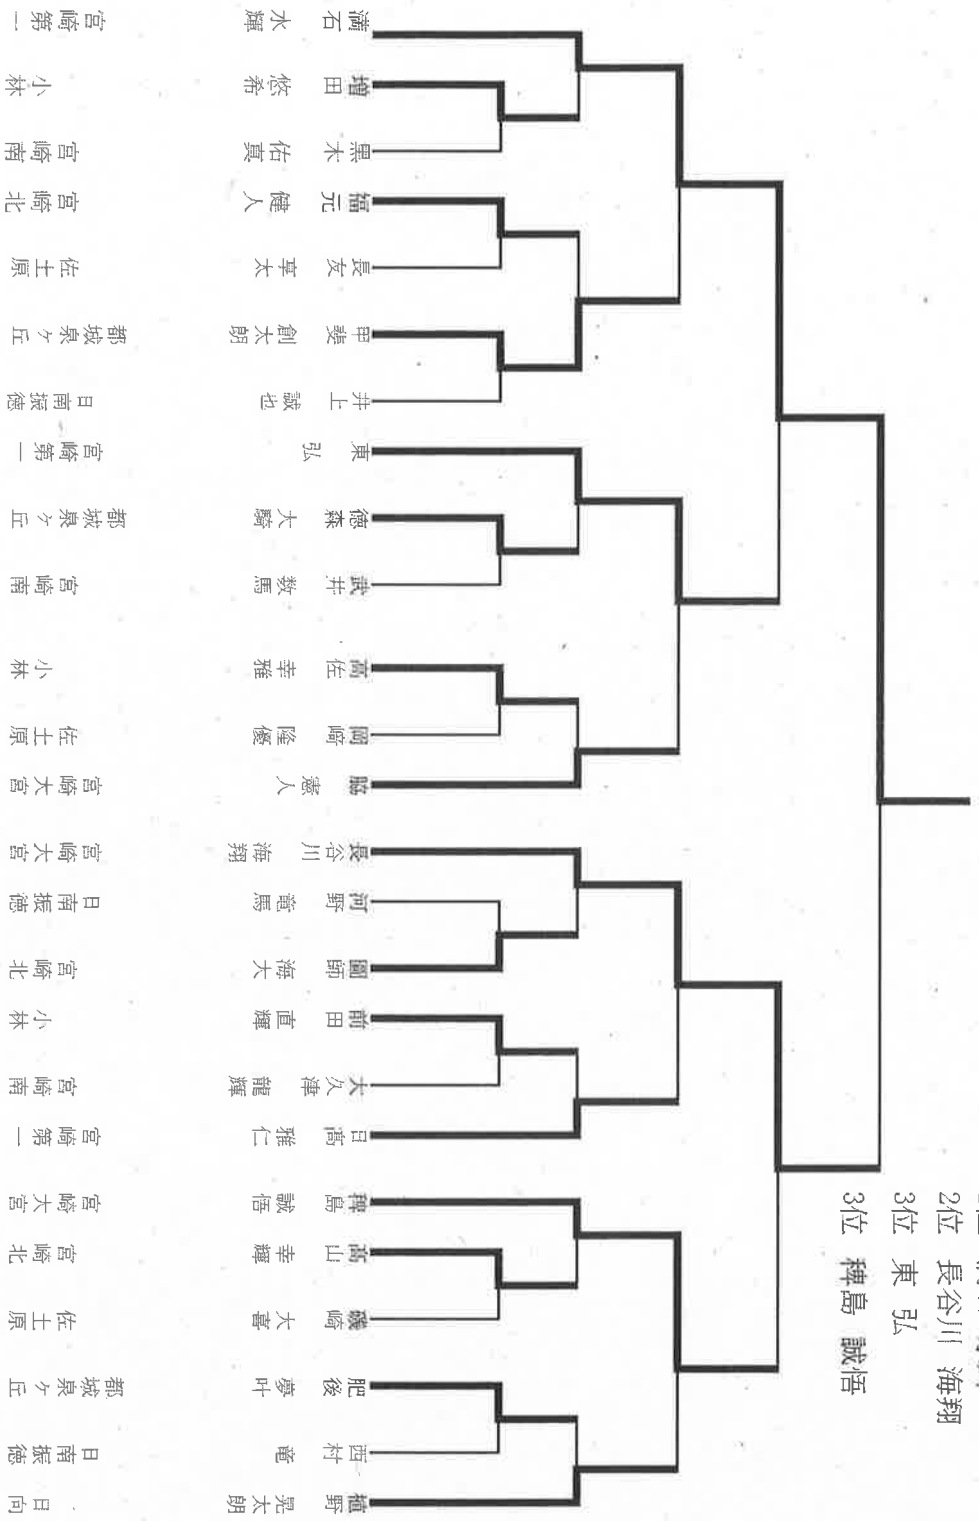 満石 水輝 宮崎第一
増田 悠希 小林
黒木 佑真 宮崎南
福元 健人 宮崎北
長友 享太 佐土原
甲斐 創太朗 都城泉ヶ丘
井上 誠也 日南振徳
東 弘 宮崎第一
徳森 大騎 都城泉ヶ丘
武井 数馬 宮崎南
高佐 幸雅 小林
岡崎 隆優 佐土原
脇 憲人 宮崎大宮
長谷川 海翔 宮崎大宮
河野 竜馬 日南振徳
圖師 海大 宮崎北
前田 直輝 小林
大久津 龍輝 宮崎南
日高 雅仁 宮崎第一
稗島 誠悟 宮崎大宮
高山 幸輝 宮崎北
磯崎 大喜 佐土原
肥後 夢叶 都城泉ヶ丘
西村 竜 日南振徳
植野 晃太朗 日向
2位 長谷川 海翔
3位 東 弘
3位 稗島 誠悟